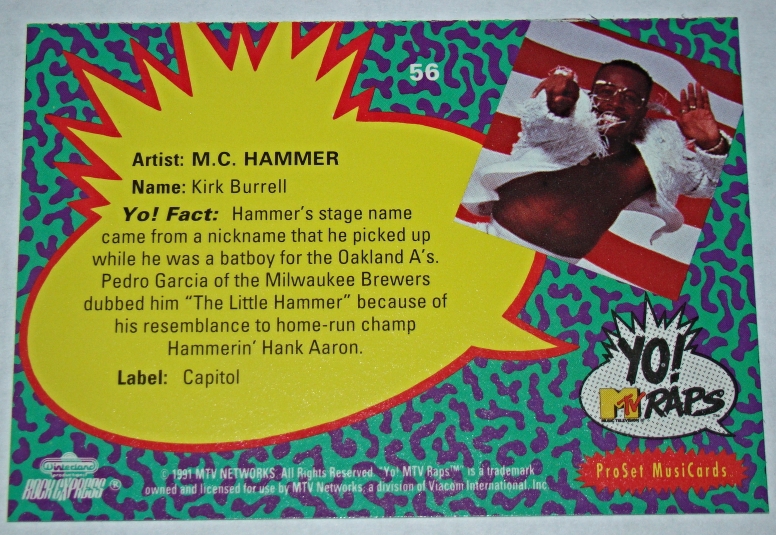 56
Artist: M.C. HAMMER
Name: Kirk Burrell
Yo! Fact: Hammer's stage name
came from a nickname that he picked up
while he was a batboy for the Oakland A's.
Pedro Garcia of the Milwaukee Brewers
dubbed him "The Little Hammer" because of
his resemblance to home-run champ
Hammerin' Hank Aaron.
Label: Capitol
YO!
MTV RAPS
MUSIC TELEVISION
ProSet MusiCards
Winterland
ROCK EXPRESS ®
© 1991 MTV NETWORKS. All Rights Reserved. "Yo! MTV Raps™" is a trademark
owned and licensed for use by MTV Networks, a division of Viacom International, Inc.